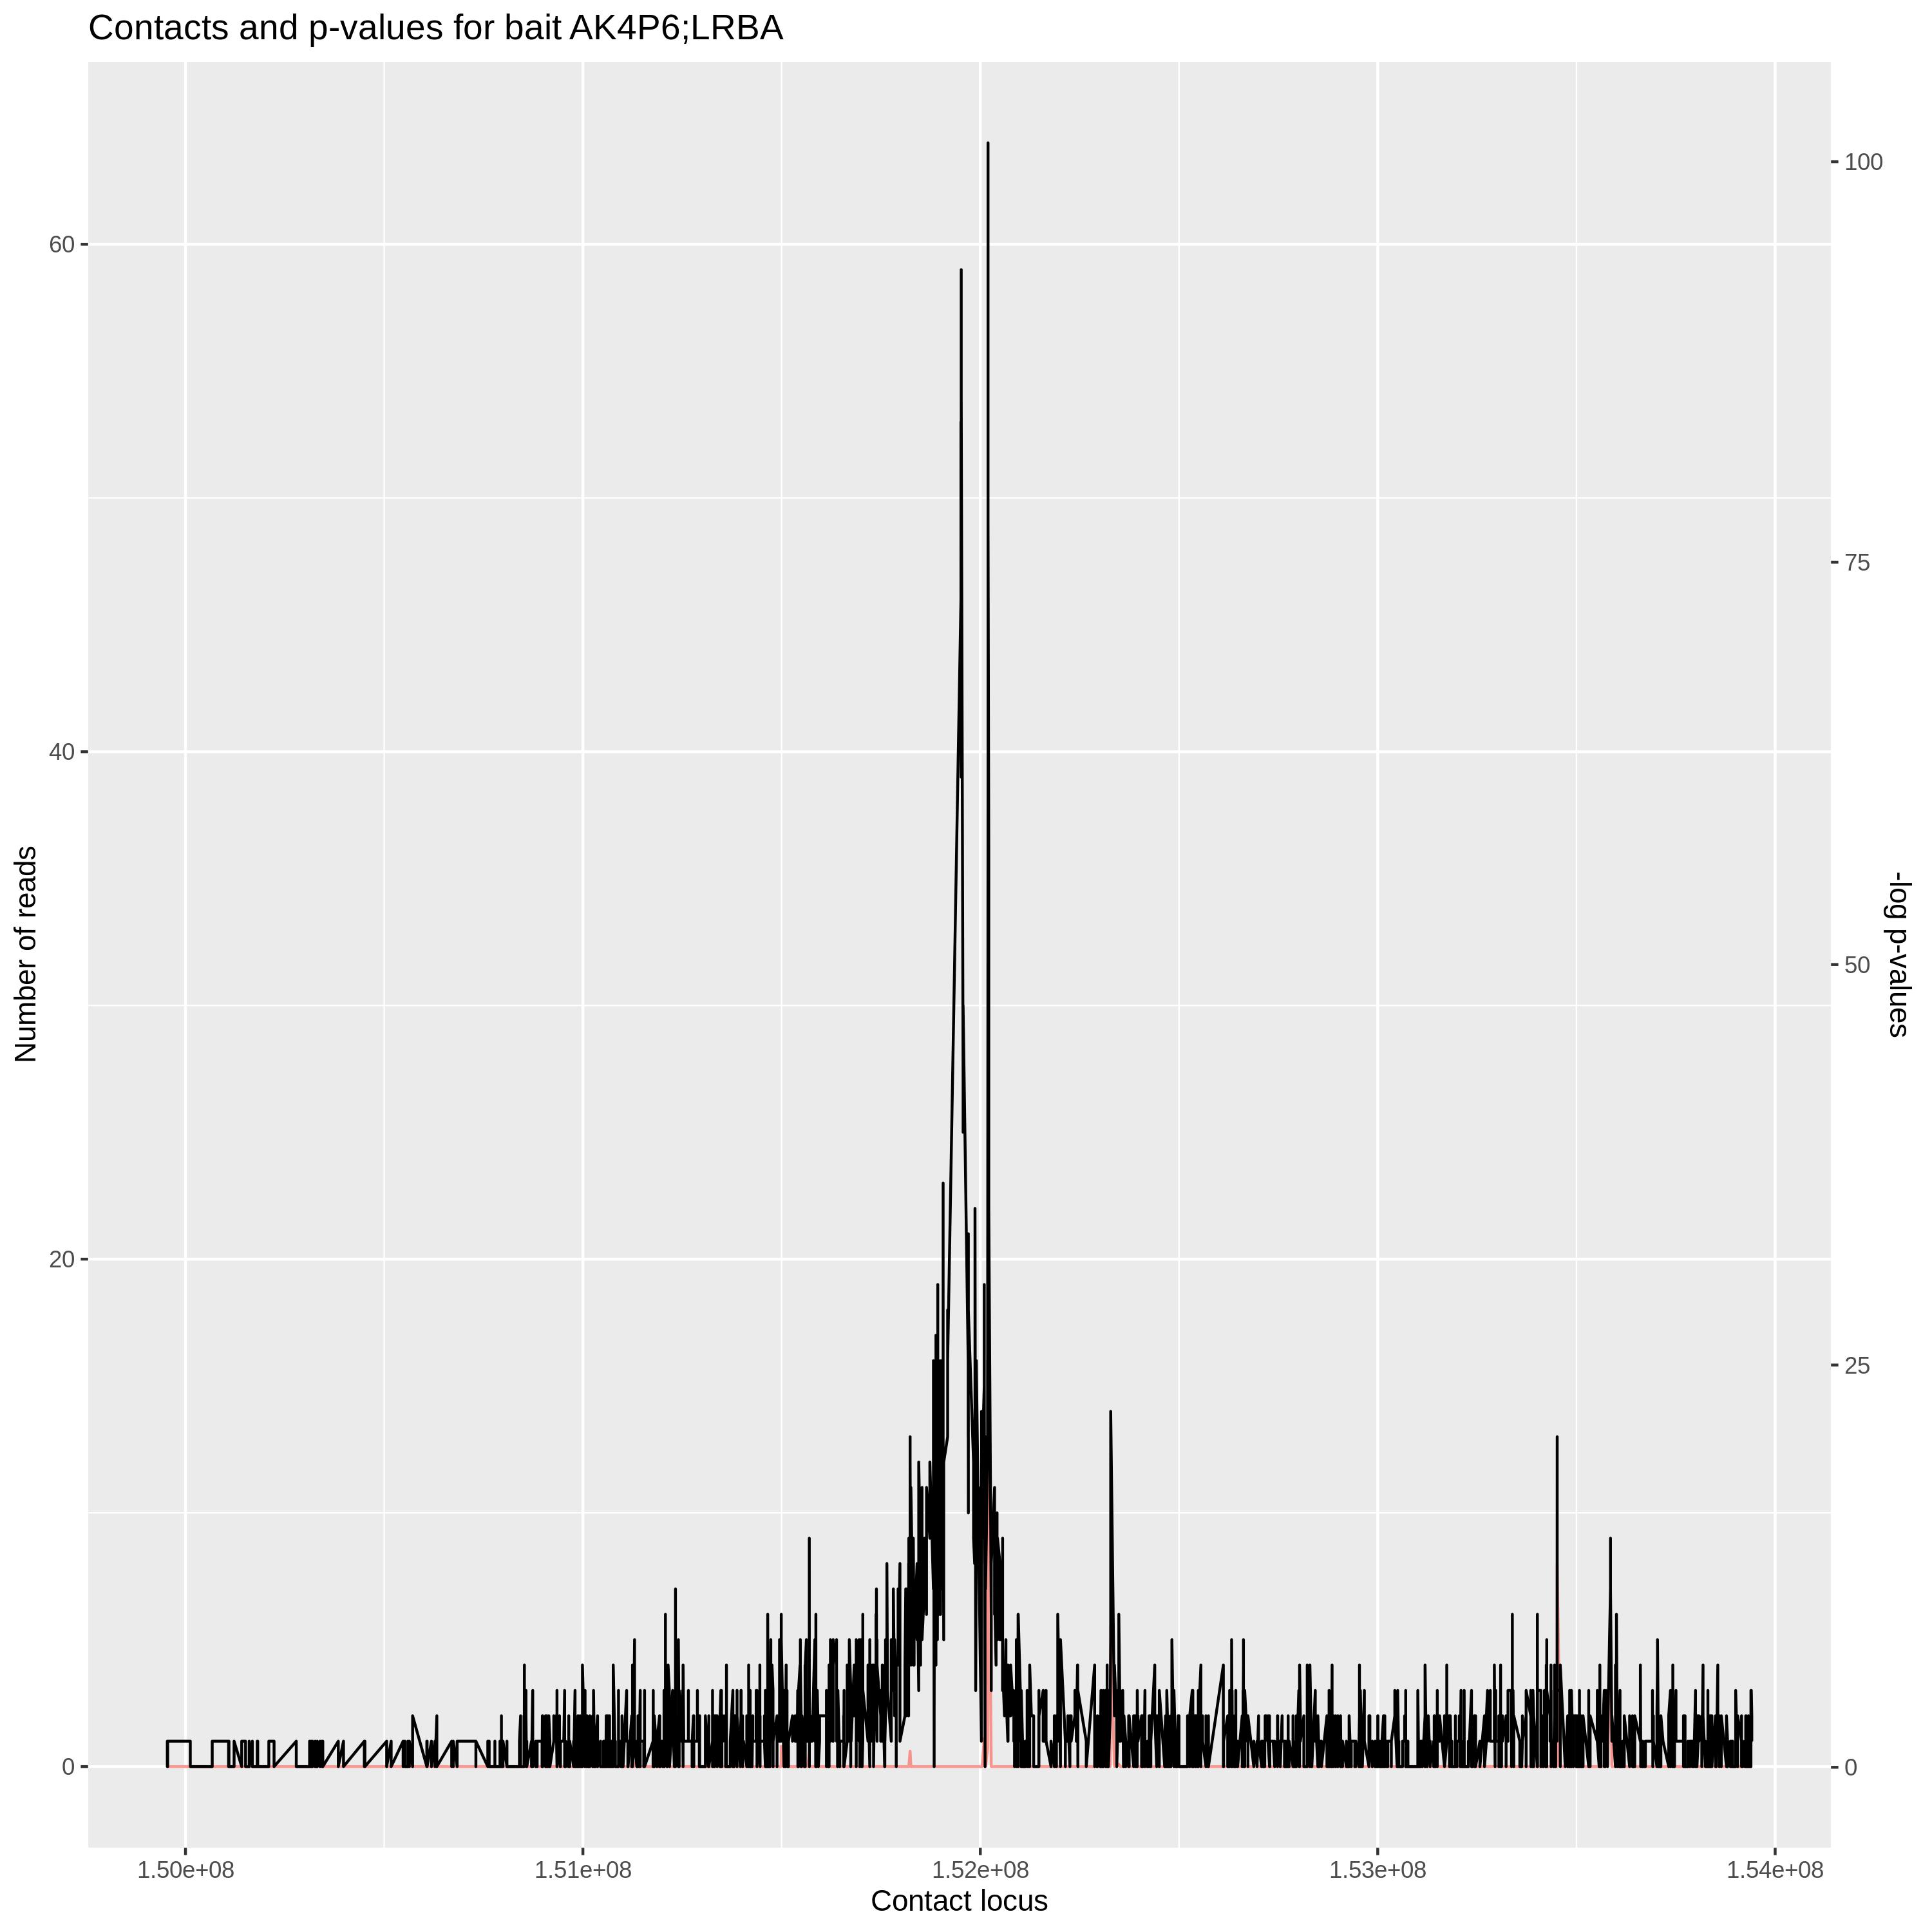 Contacts and p-values for bait AK4P6;LRBA
100
60
75
40
Number of reads
-log p-values
50
20
25
0
0
1.50e+08
1.51e+08
1.52e+08
1.53e+08
1.54e+08
Contact locus